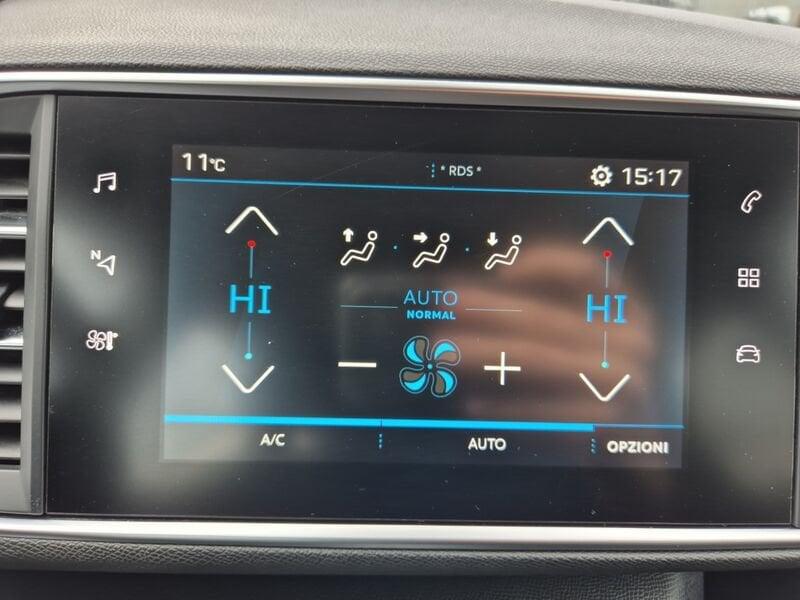 11°C * RDS * 15:17
N
HI HI
AUTO
NORMAL
A/C AUTO OPZIONI